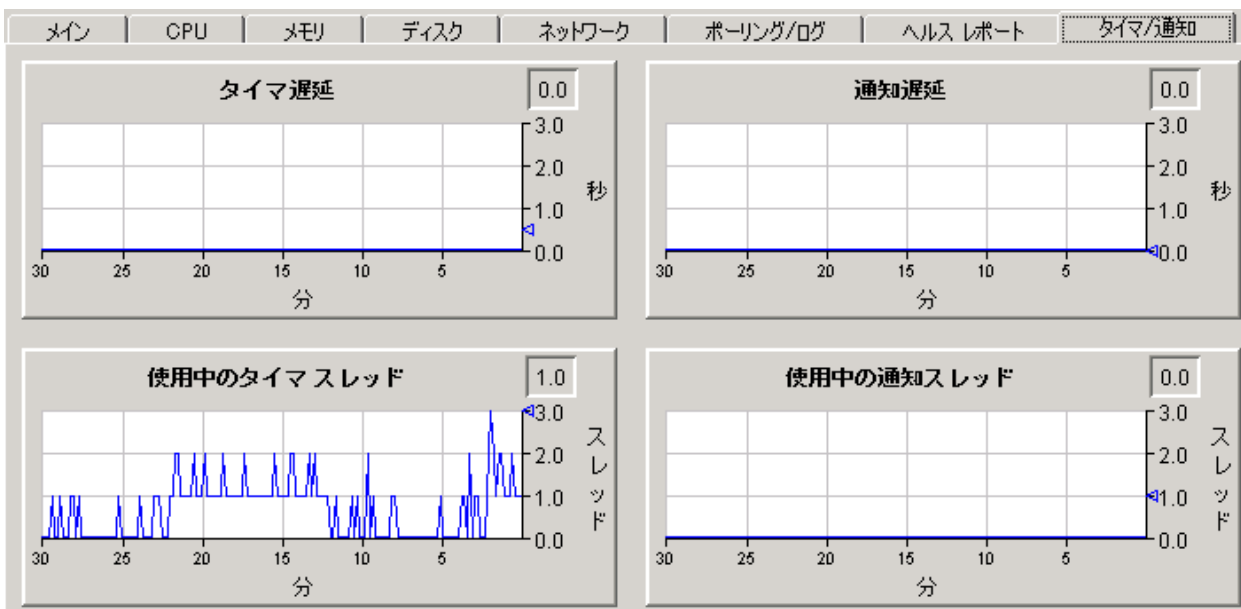 メイン CPU メモリ ディスク ネットワーク ポーリング/ログ ヘルス レポート タイマ/通知
タイマ遅延 0.0
3.0
2.0
1.0
0.0
秒
30 25 20 15 10 5
分
通知遅延 0.0
3.0
2.0
1.0
0.0
秒
30 25 20 15 10 5
分
使用中のタイマ スレッド 1.0
3.0
2.0
1.0
0.0
スレッド
30 25 20 15 10 5
分
使用中の通知スレッド 0.0
3.0
2.0
1.0
0.0
スレッド
30 25 20 15 10 5
分